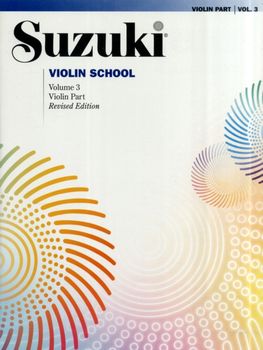 VIOLIN PART | VOL. 3
Suzuki®
VIOLIN SCHOOL
Volume 3
Violin Part
Revised Edition